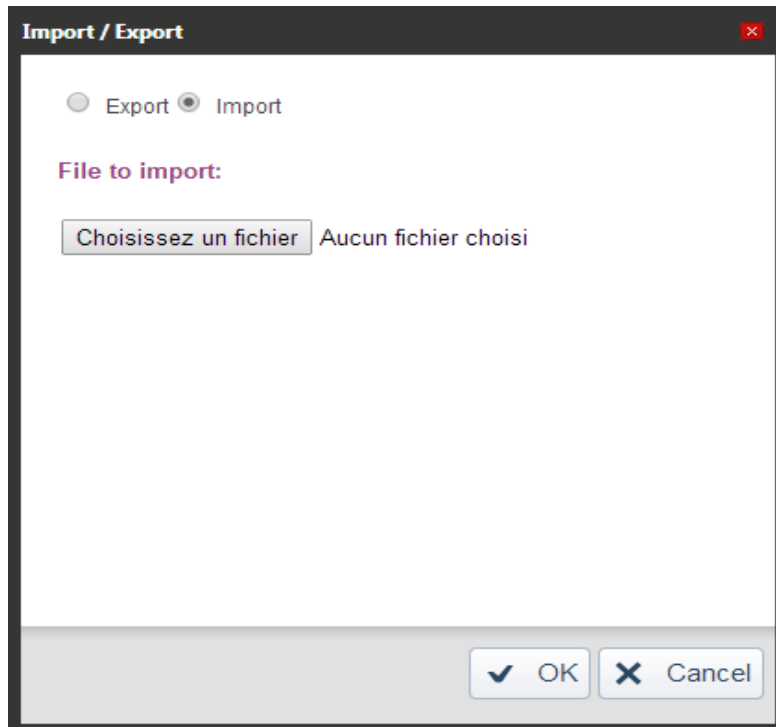 Import / Export
Export Import
File to import:
Choisissez un fichier Aucun fichier choisi
OK Cancel